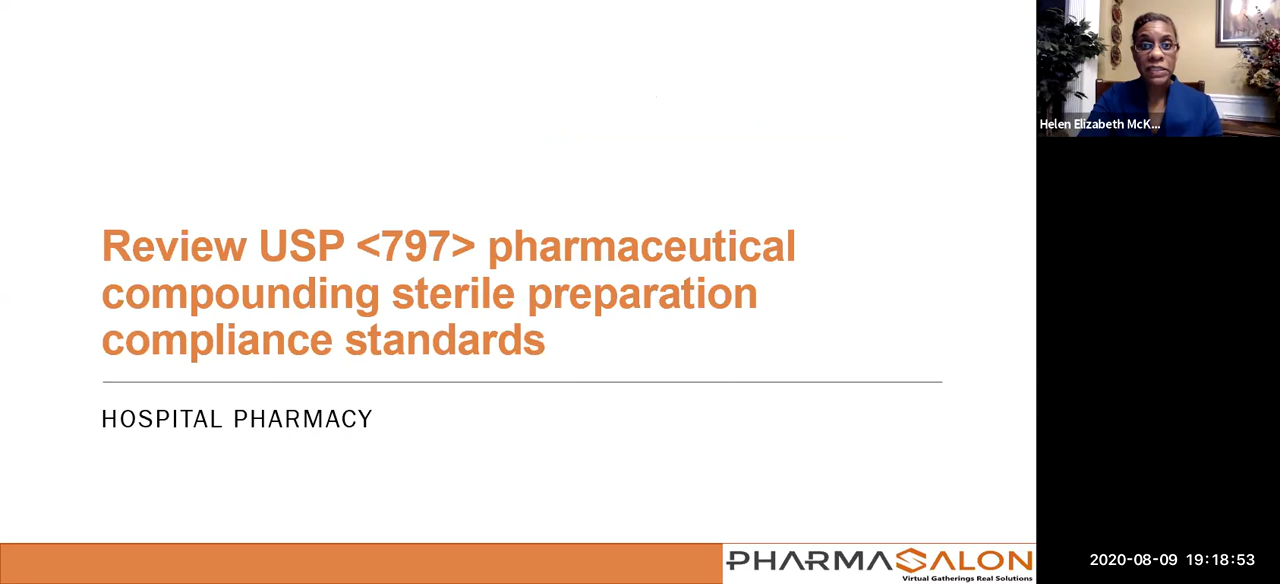 Review USP <797> pharmaceutical
compounding sterile preparation
compliance standards
HOSPITAL PHARMACY
PHARMASALON
Virtual Gatherings Real Solutions
Helen Elizabeth McK...
2020-08-09 19:18:53